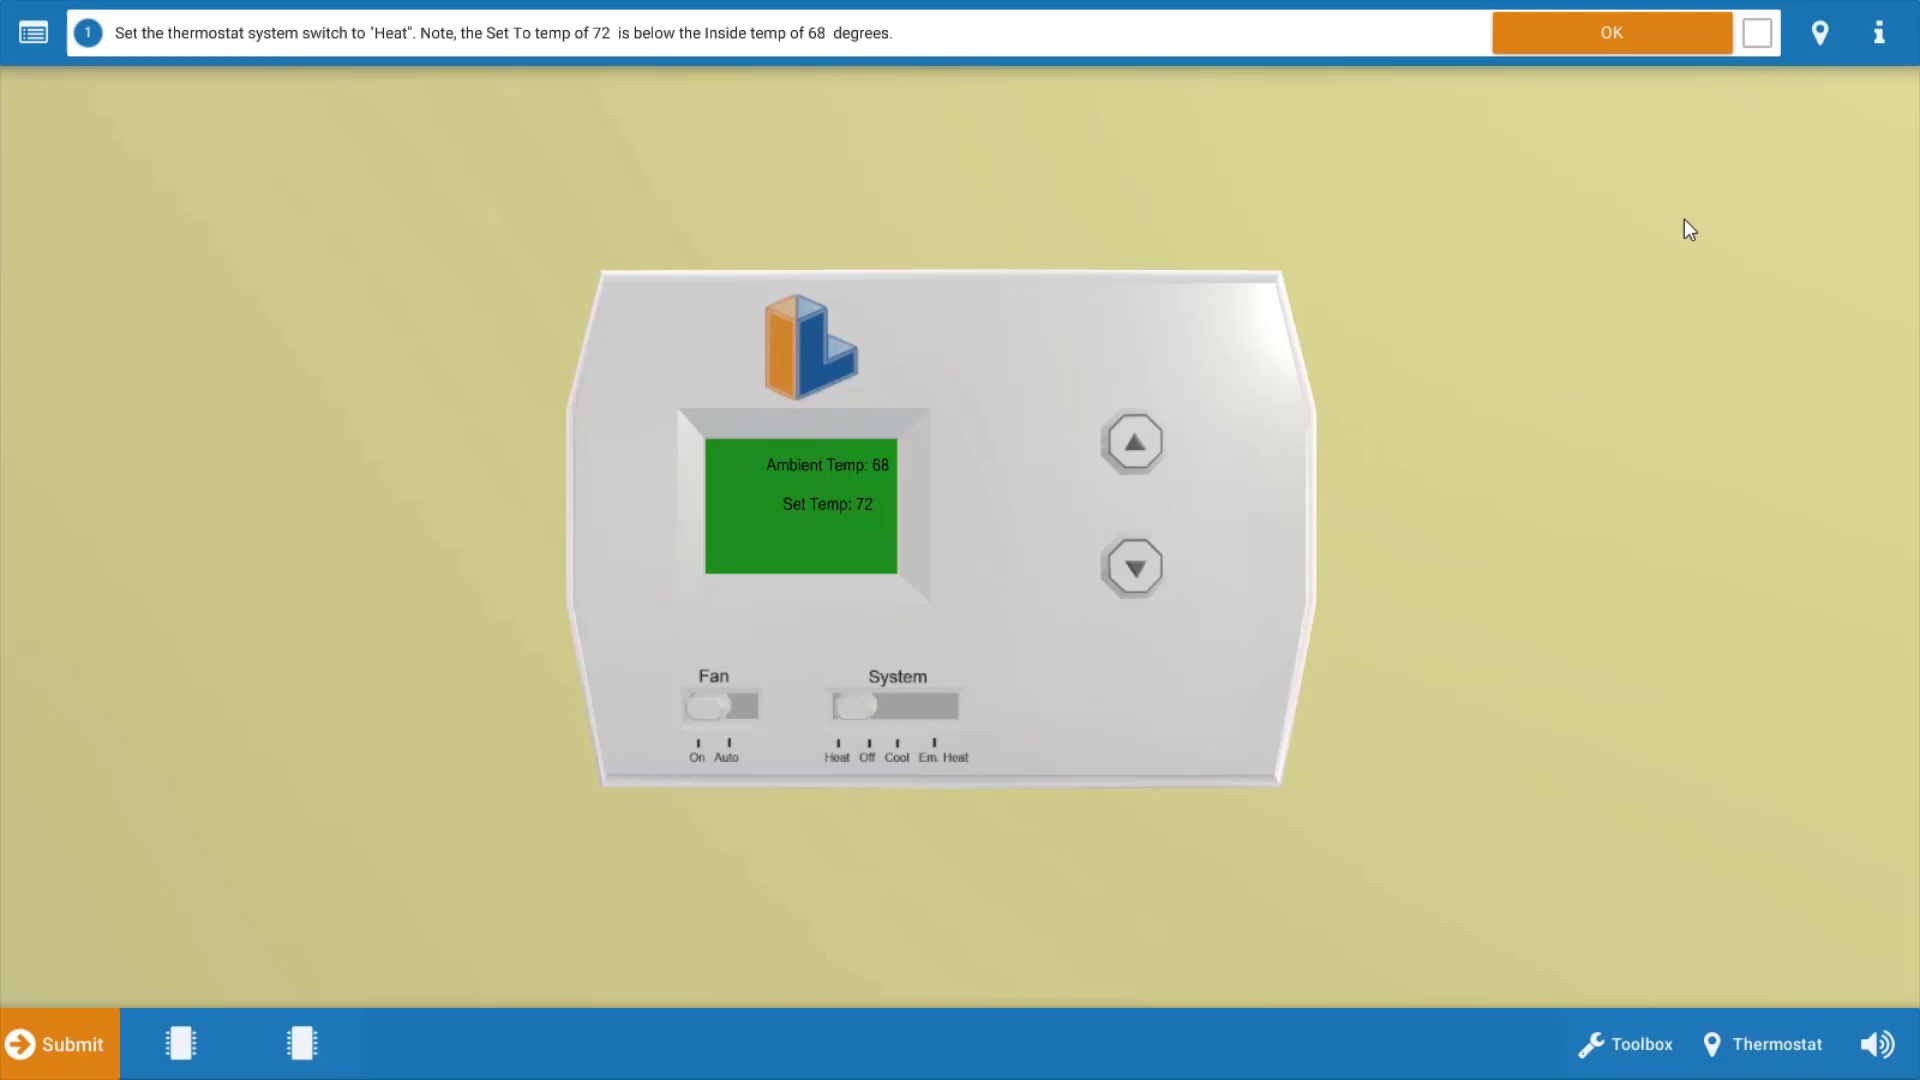 1 Set the thermostat system switch to "Heat". Note, the Set To temp of 72 is below the Inside temp of 68 degrees.
OK
Ambient Temp: 68
Set Temp: 72
Fan
System
On Auto
Heat Off Cool Em. Heat
Submit
Toolbox
Thermostat